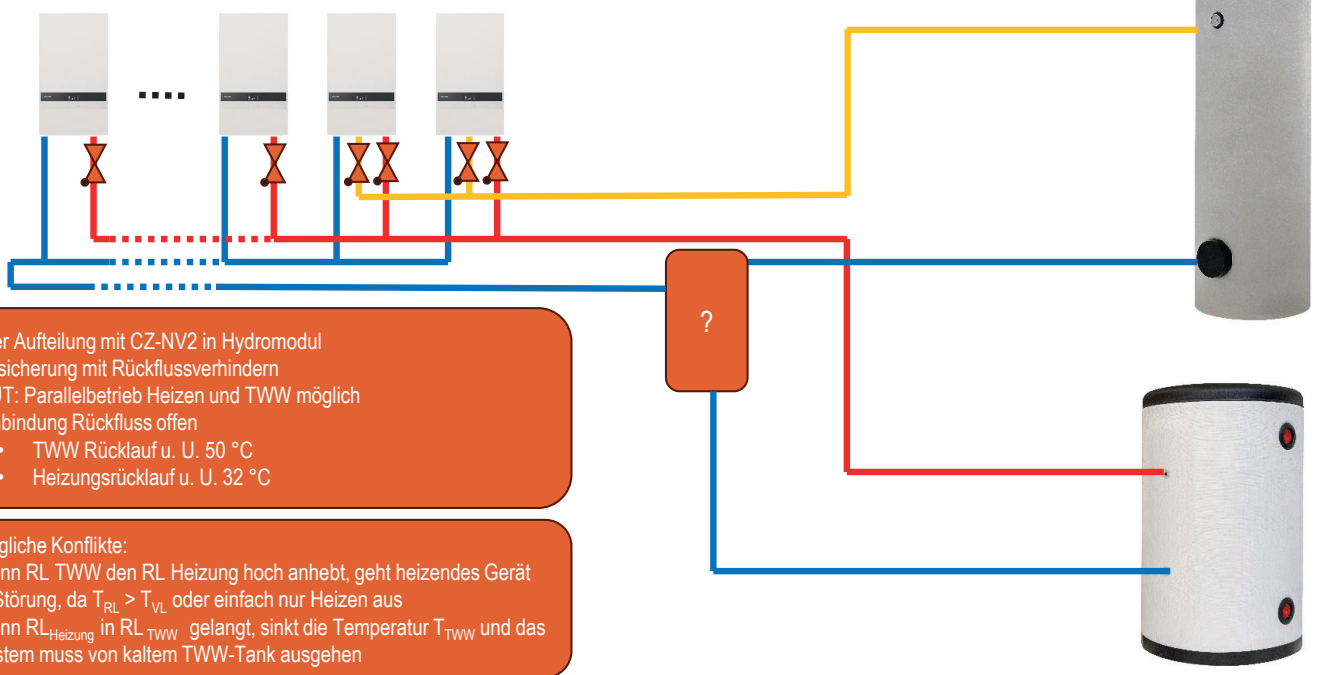 ?
er Aufteilung mit CZ-NV2 in Hydromodul
sicherung mit Rückflussverhindern
UT: Parallelbetrieb Heizen und TWW möglich
nbindung Rückfluss offen
• TWW Rücklauf u. U. 50 °C
• Heizungsrücklauf u. U. 32 °C
gliche Konflikte:
nn RL TWW den RL Heizung hoch anhebt, geht heizendes Gerät
Störung, da TRL > TVL oder einfach nur Heizen aus
nn RLHeizung in RL TWW gelangt, sinkt die Temperatur TTWW und das
stem muss von kaltem TWW-Tank ausgehen